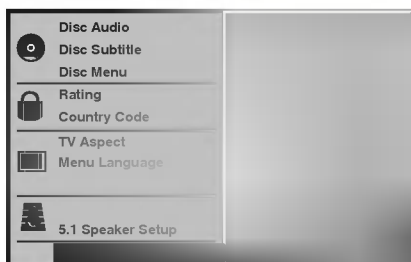 Disc Audio
Disc Subtitle
Disc Menu
Rating
Country Code
TV Aspect
Menu Language
5.1 Speaker Setup